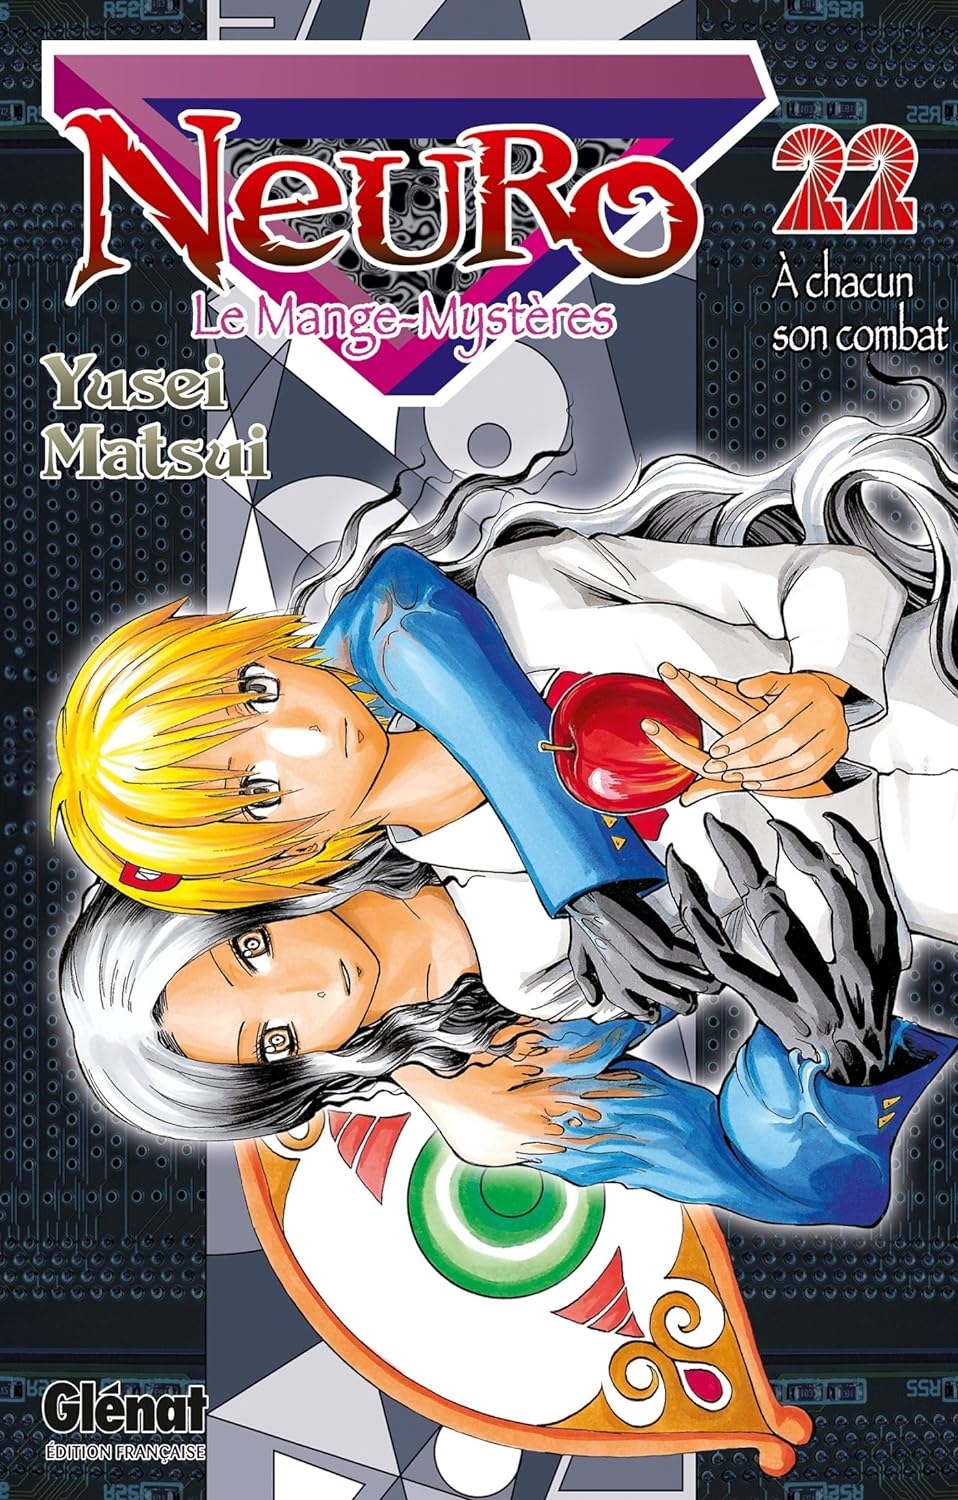 NEURO
22
Le Mange-Mystères
À chacun
son combat
Yusei
Matsui
D
Glénat
ÉDITION FRANÇAISE